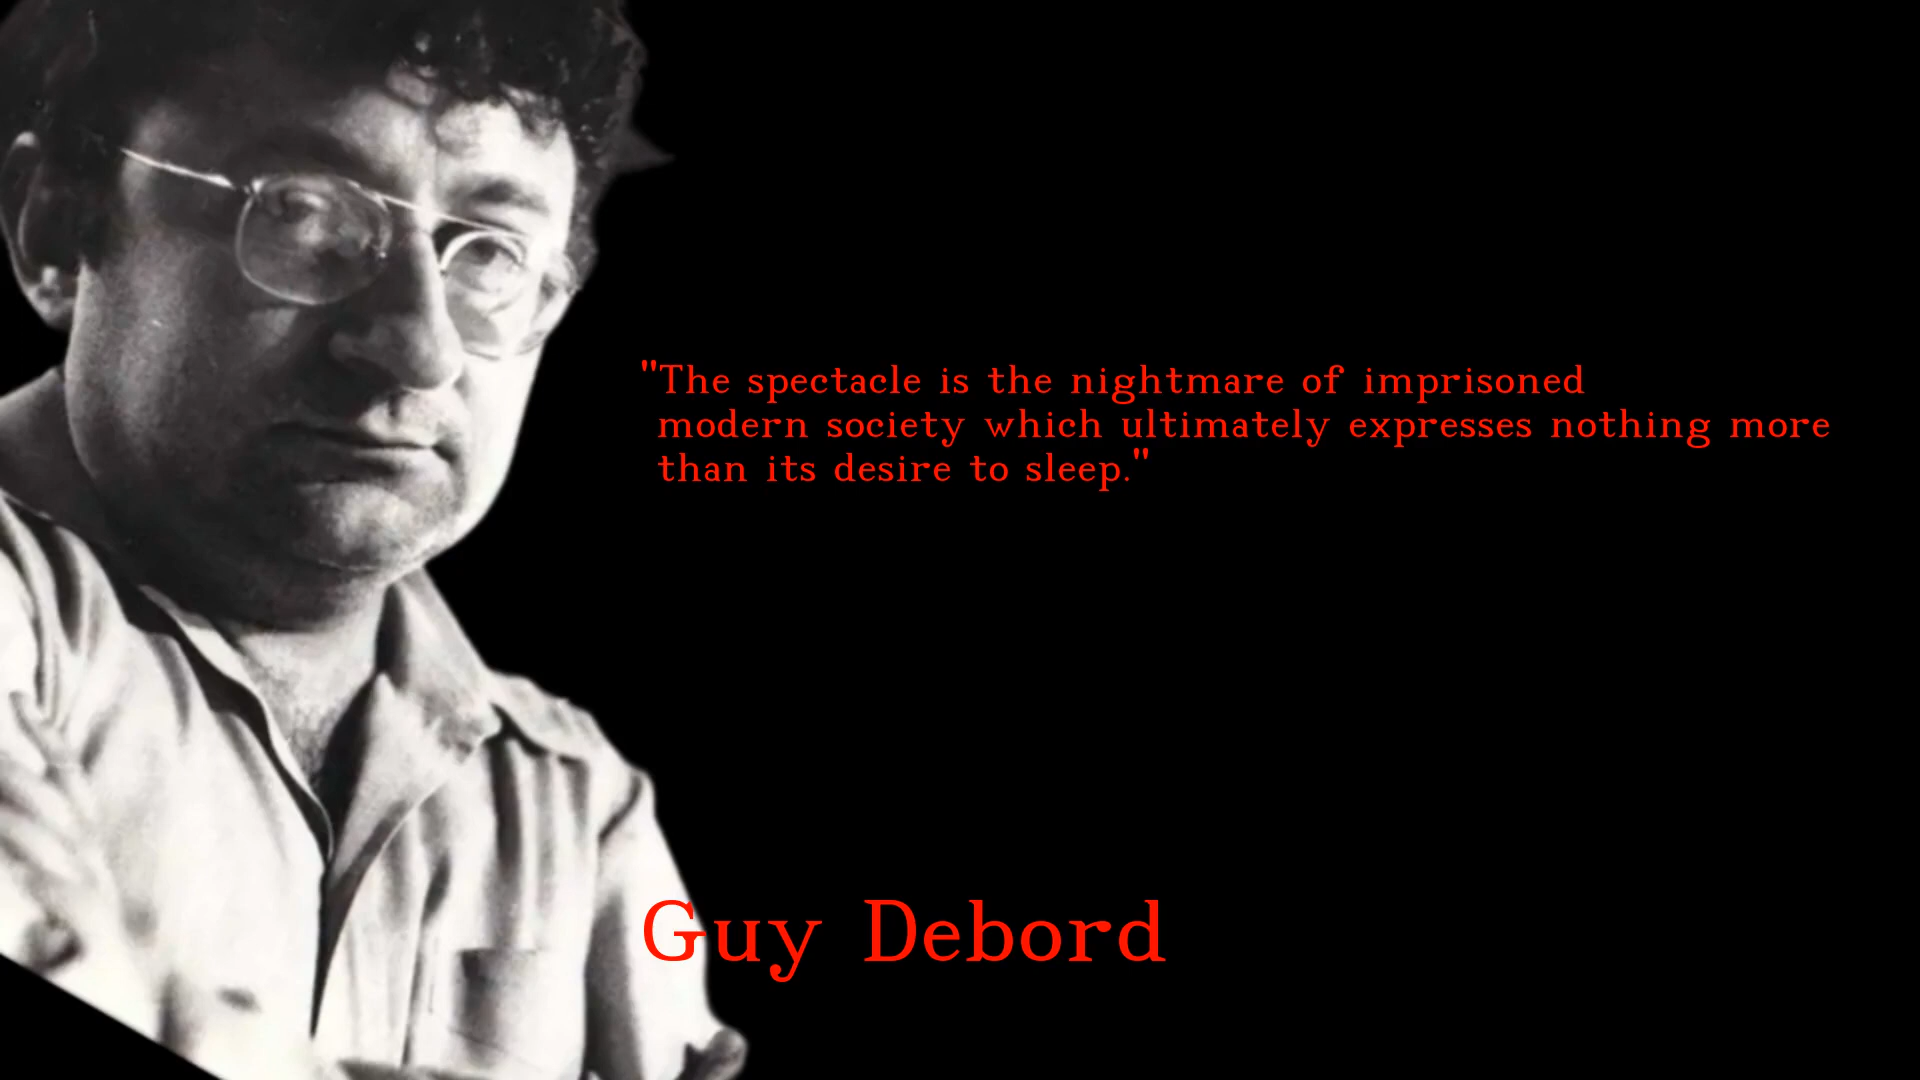 "The spectacle is the nightmare of imprisoned
modern society which ultimately expresses nothing more
than its desire to sleep."
Guy Debord